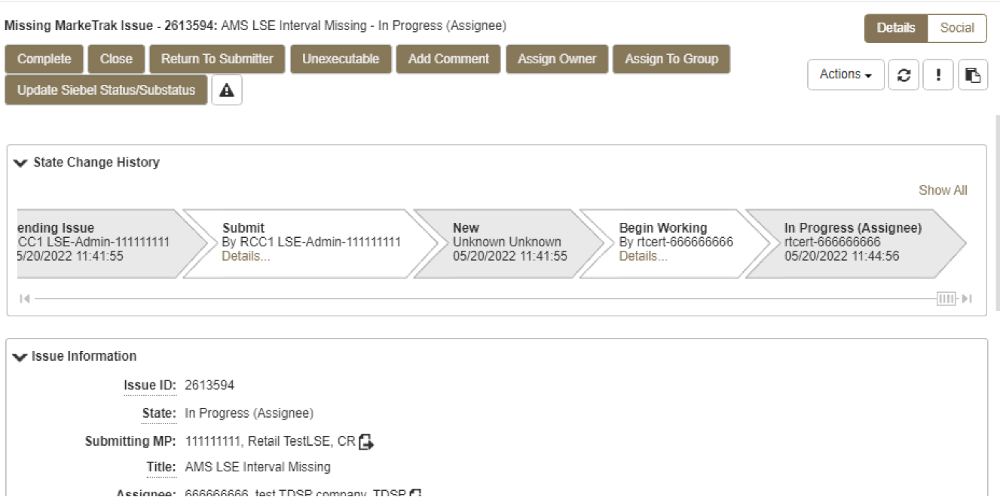 Missing MarkeTrak Issue - 2613594: AMS LSE Interval Missing - In Progress (Assignee)
Details Social
Complete Close Return To Submitter Unexecutable Add Comment Assign Owner Assign To Group
Actions !
Update Siebel Status/Substatus
State Change History
Show All
ending Issue
CC1 LSE-Admin-111111111
5/20/2022 11:41:55
Submit
By RCC1 LSE-Admin-111111111
Details...
New
Unknown Unknown
05/20/2022 11:41:55
Begin Working
By rtcert-666666666
Details...
In Progress (Assignee)
rtcert-666666666
05/20/2022 11:44:56
Issue Information
Issue ID: 2613594
State: In Progress (Assignee)
Submitting MP: 111111111, Retail TestLSE, CR
Title: AMS LSE Interval Missing
Assignee: 666666666, test TDSP company, TDSP